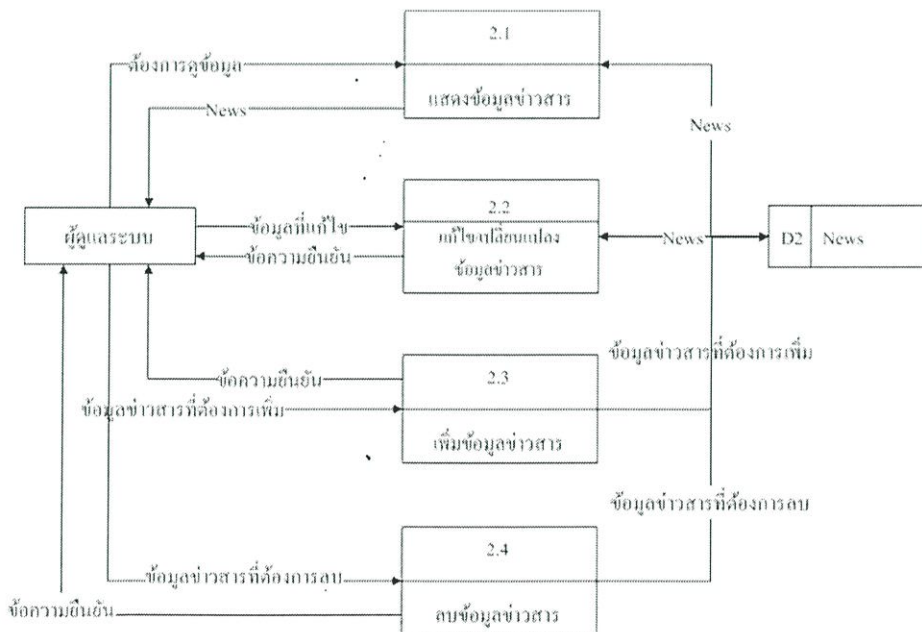 2.1
ต้องการดูข้อมูล
แสดงข้อมูลข่าวสาร
News
News
2.2
ผู้ดูแลระบบ
ข้อมูลที่แก้ไข
แก้ไข/เปลี่ยนแปลง
ข้อมูลข่าวสาร
News
D2 News
ข้อความยืนยัน
ข้อมูลข่าวสารที่ต้องการเพิ่ม
ข้อความยืนยัน
2.3
ข้อมูลข่าวสารที่ต้องการเพิ่ม
เพิ่มข้อมูลข่าวสาร
ข้อมูลข่าวสารที่ต้องการลบ
2.4
ข้อมูลข่าวสารที่ต้องการลบ
ข้อความยืนยัน
ลบข้อมูลข่าวสาร